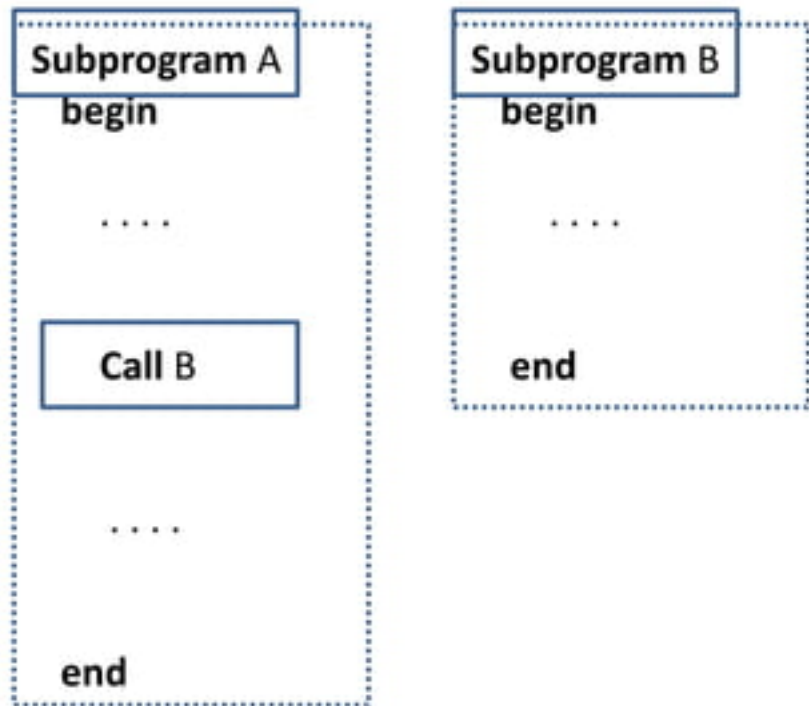 Subprogram A
begin
. . . .
Call B
. . . .
end
Subprogram B
begin
. . . .
end